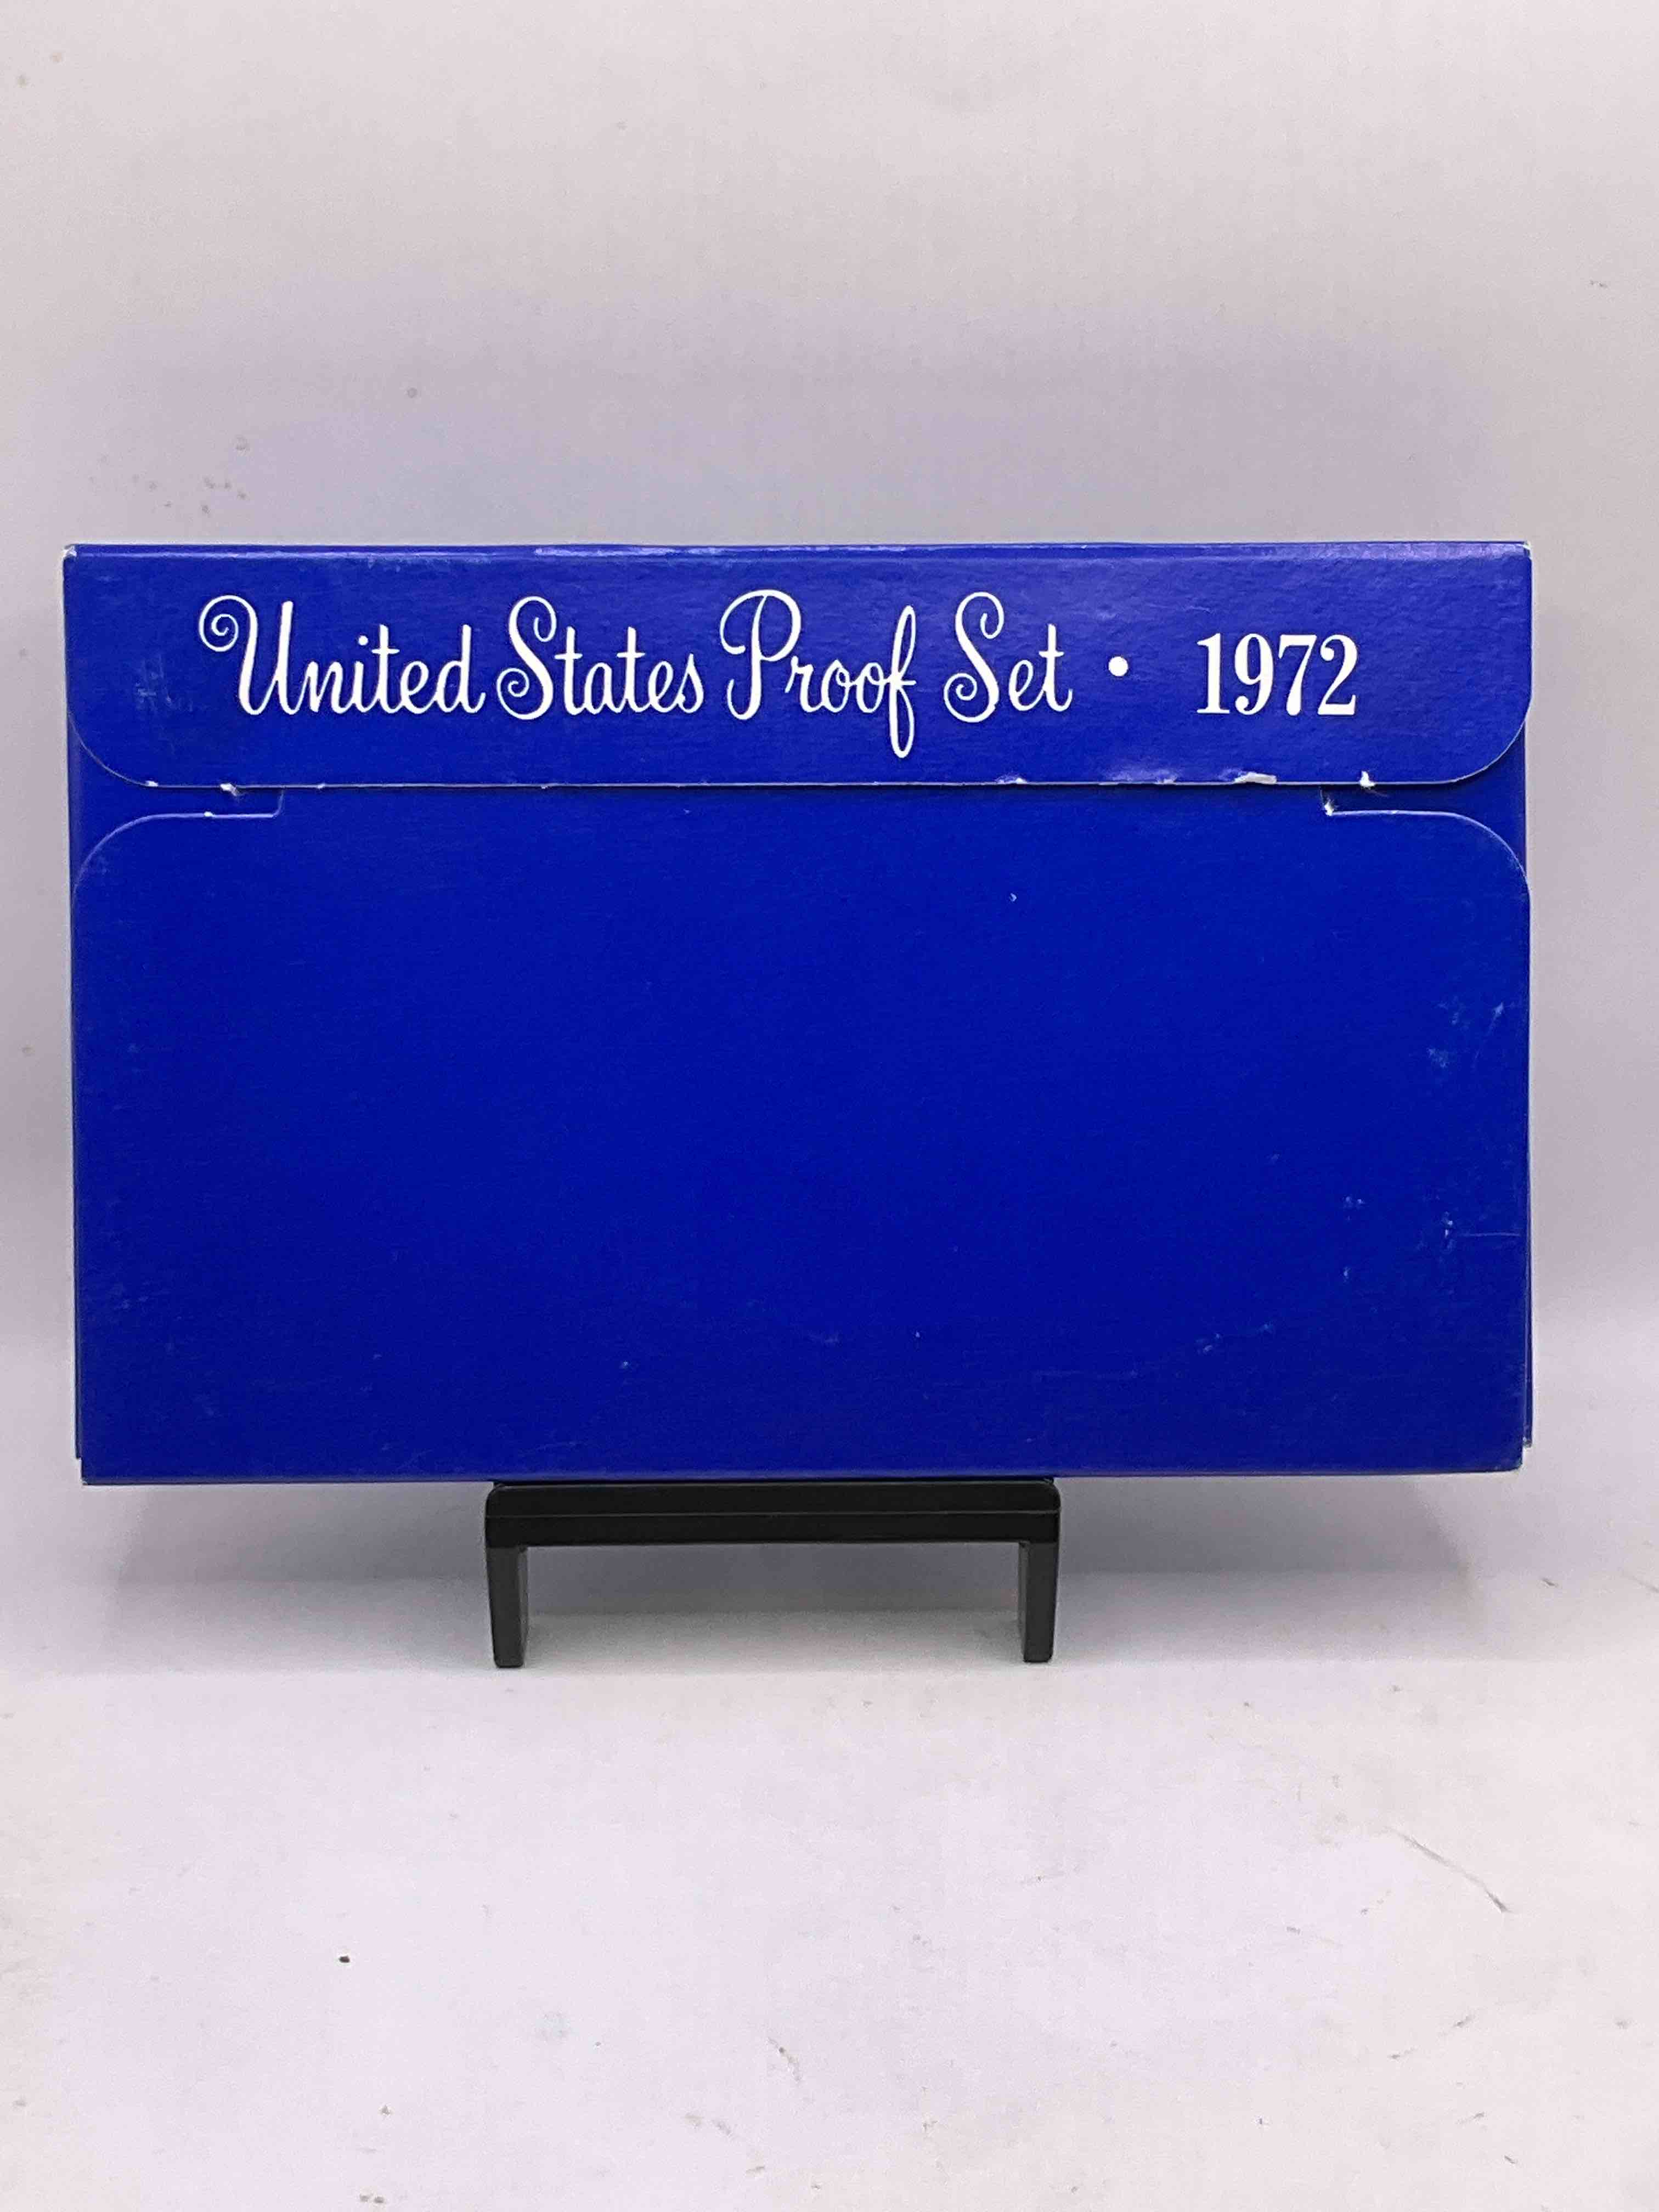 United States Proof Set • 1972